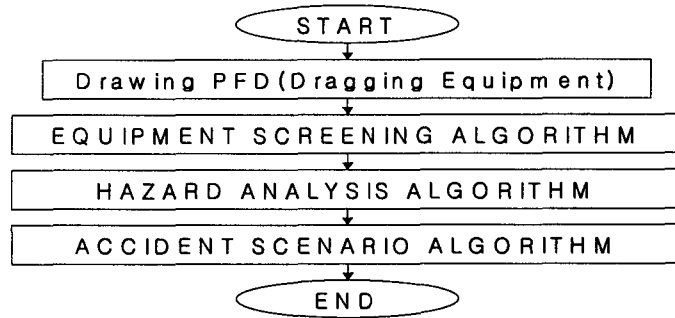 START
Drawing PFD(Dragging Equipment)
EQUIPMENT SCREENING ALGORITHM
HAZARD ANALYSIS ALGORITHM
ACCIDENT SCENARIO ALGORITHM
END